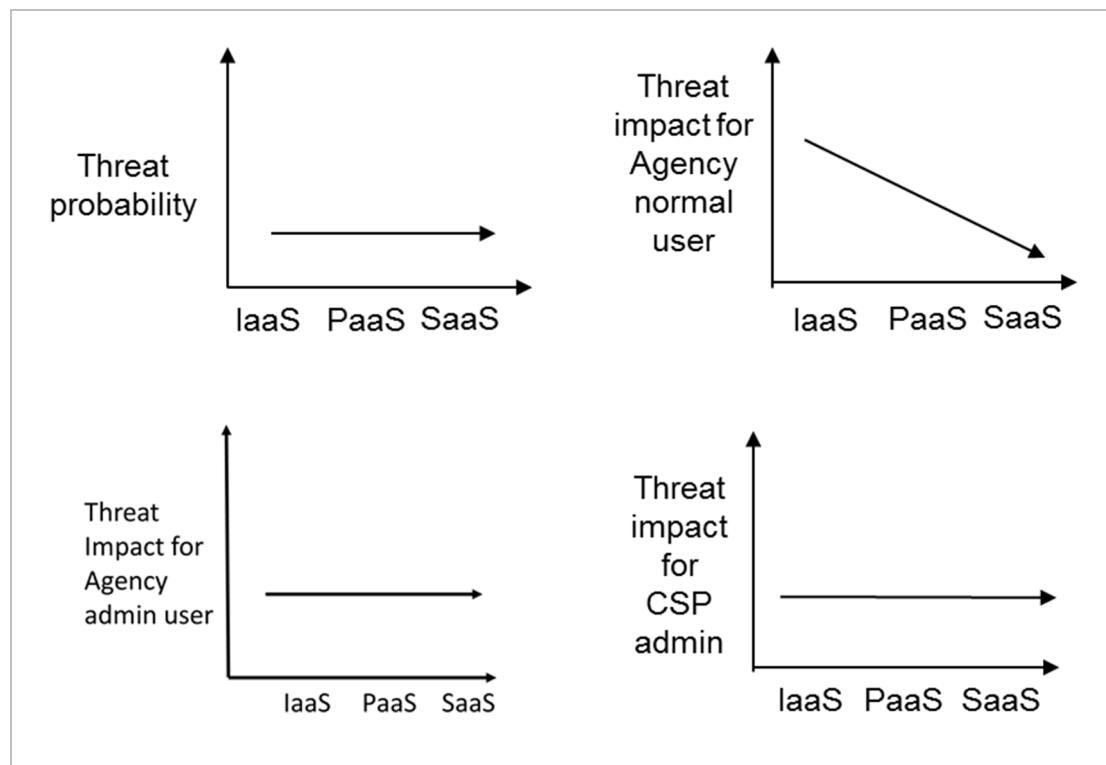 Threat
probability
IaaS PaaS SaaS
Threat
impact for
Agency
normal
user
IaaS PaaS SaaS
Threat
Impact for
Agency
admin user
IaaS PaaS SaaS
Threat
impact
for
CSP
admin
IaaS PaaS SaaS